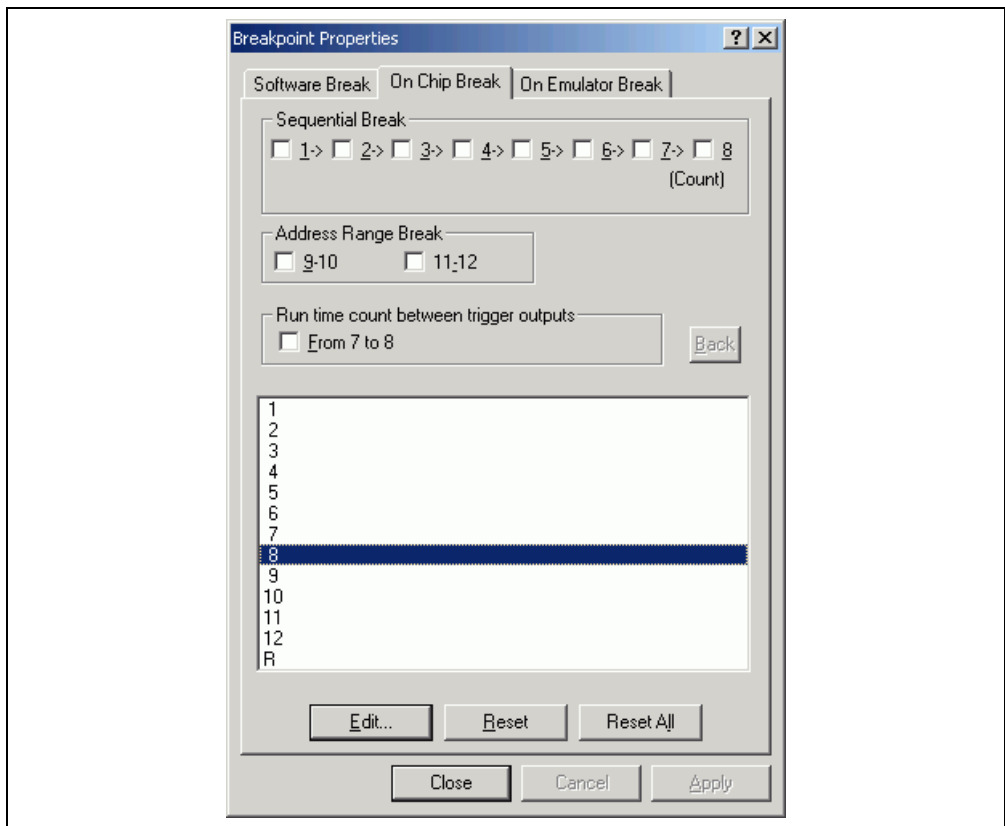 Breakpoint Properties
? X
Software Break On Chip Break On Emulator Break
Sequential Break
1-> 2-> 3-> 4-> 5-> 6-> 7-> 8
(Count)
Address Range Break
9-10 11-12
Run time count between trigger outputs
From 7 to 8
Back
1
2
3
4
5
6
7
8
9
10
11
12
R
Edit... Reset Reset All
Close Cancel Apply